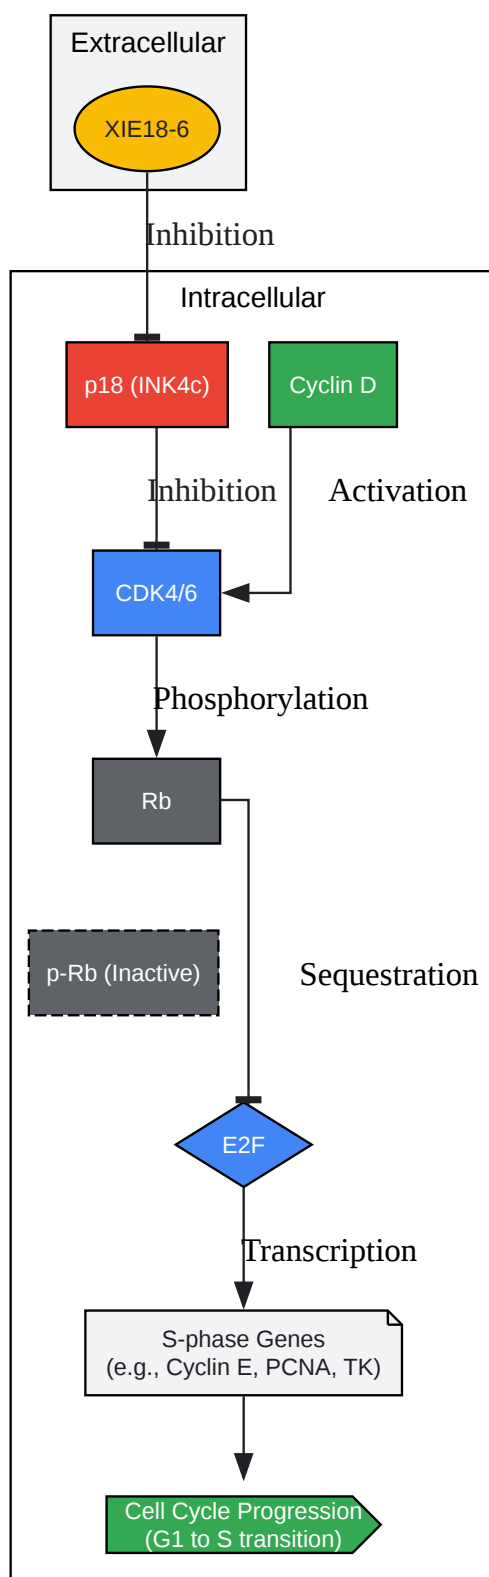 Extracellular
XIE18-6
Inhibition
Intracellular
p18 (INK4c)
Cyclin D
Inhibition
Activation
CDK4/6
Phosphorylation
Rb
p-Rb (Inactive)
Sequestration
E2F
Transcription
S-phase Genes
(e.g., Cyclin E, PCNA, TK)
Cell Cycle Progression
(G1 to S transition)